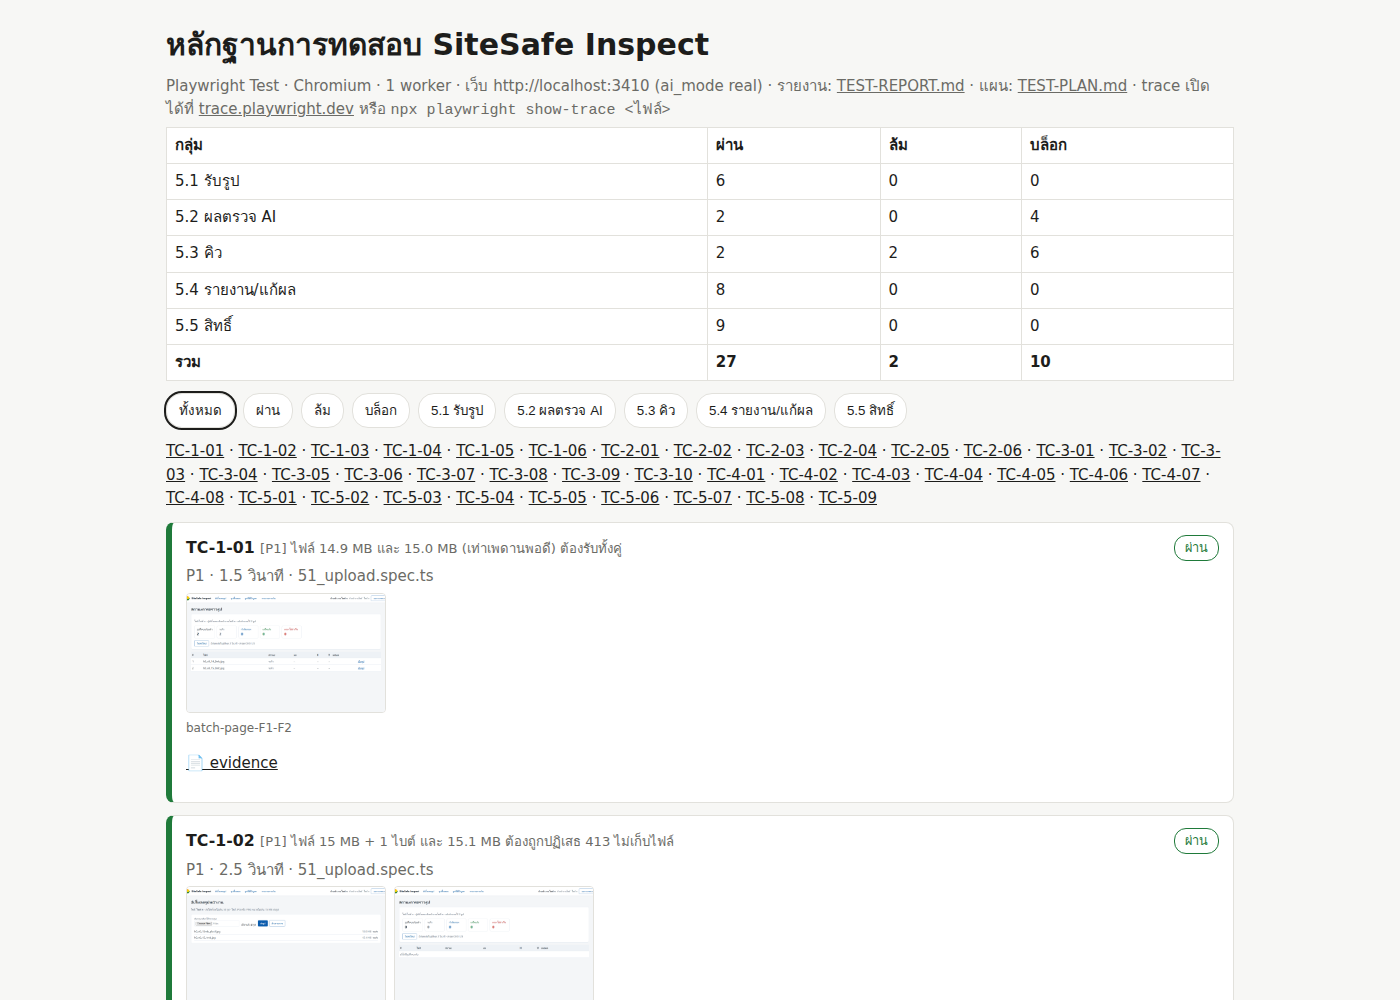 หลักฐานการทดสอบ SiteSafe Inspect
Playwright Test · Chromium · 1 worker · เว็บ http://localhost:3410 (ai_mode real) · รายงาน: TEST-REPORT.md · แผน: TEST-PLAN.md · trace เปิด
ได้ที่ trace.playwright.dev หรือ npx playwright show-trace <ไฟล์>
กลุ่ม ผ่าน ล้ม บล็อก
5.1 รับรูป 6 0 0
5.2 ผลตรวจ AI 2 0 4
5.3 คิว 2 2 6
5.4 รายงาน/แก้ผล 8 0 0
5.5 สิทธิ์ 9 0 0
รวม 27 2 10
ทั้งหมด ผ่าน ล้ม บล็อก 5.1 รับรูป 5.2 ผลตรวจ AI 5.3 คิว 5.4 รายงาน/แก้ผล 5.5 สิทธิ์
TC-1-01 · TC-1-02 · TC-1-03 · TC-1-04 · TC-1-05 · TC-1-06 · TC-2-01 · TC-2-02 · TC-2-03 · TC-2-04 · TC-2-05 · TC-2-06 · TC-3-01 · TC-3-02 · TC-3-
03 · TC-3-04 · TC-3-05 · TC-3-06 · TC-3-07 · TC-3-08 · TC-3-09 · TC-3-10 · TC-4-01 · TC-4-02 · TC-4-03 · TC-4-04 · TC-4-05 · TC-4-06 · TC-4-07 ·
TC-4-08 · TC-5-01 · TC-5-02 · TC-5-03 · TC-5-04 · TC-5-05 · TC-5-06 · TC-5-07 · TC-5-08 · TC-5-09
TC-1-01 [P1] ไฟล์ 14.9 MB และ 15.0 MB (เท่าเพดานพอดี) ต้องรับทั้งคู่ ผ่าน
P1 · 1.5 วินาที · 51_upload.spec.ts
batch-page-F1-F2
📄 evidence
TC-1-02 [P1] ไฟล์ 15 MB + 1 ไบต์ และ 15.1 MB ต้องถูกปฏิเสธ 413 ไม่เก็บไฟล์ ผ่าน
P1 · 2.5 วินาที · 51_upload.spec.ts